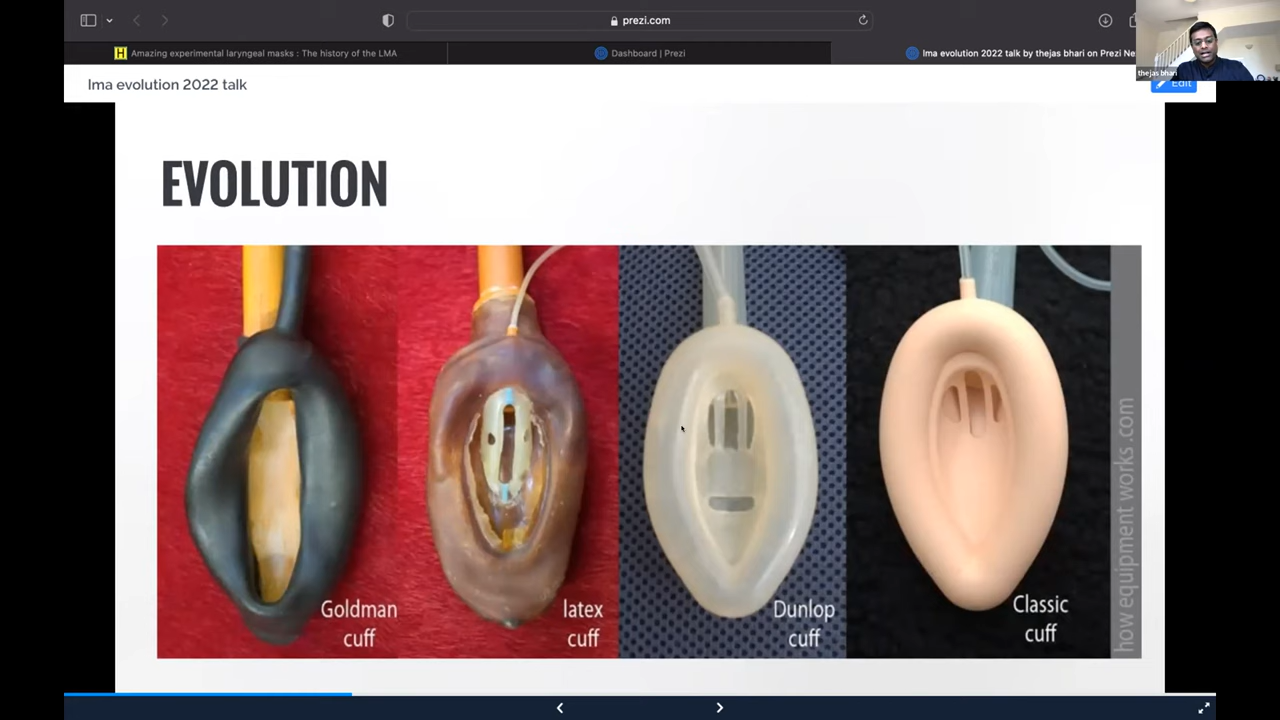 prezi.com
Amazing experimental laryngeal masks : The history of the LMA
Dashboard | Prezi
lma evolution 2022 talk by thejas bhari on Prezi Ne
thejas bhari
lma evolution 2022 talk
Edit
EVOLUTION
Goldman
cuff
latex
cuff
Dunlop
cuff
Classic
cuff
how equipment works .com